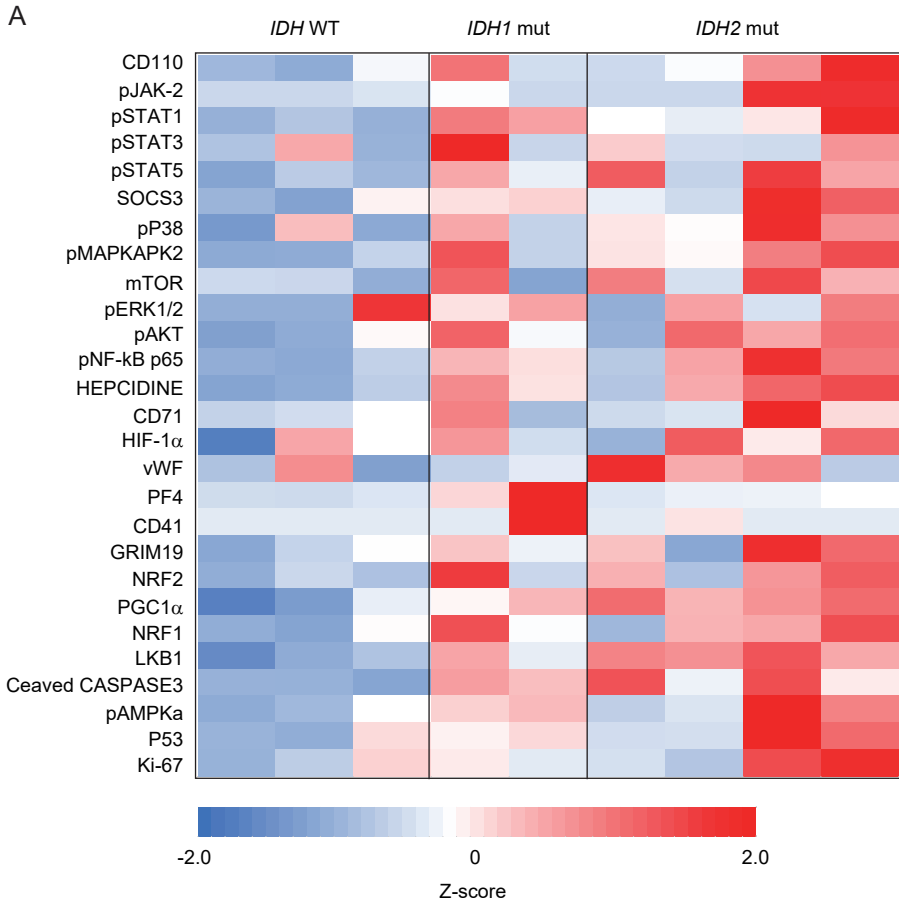 A
IDH WT IDH1 mut IDH2 mut
CD110
pJAK-2
pSTAT1
pSTAT3
pSTAT5
SOCS3
pP38
pMAPKAPK2
mTOR
pERK1/2
pAKT
pNF-kB p65
HEPCIDINE
CD71
HIF-1α
vWF
PF4
CD41
GRIM19
NRF2
PGC1α
NRF1
LKB1
Ceaved CASPASE3
pAMPKa
P53
Ki-67
-2.0 0 2.0
Z-score